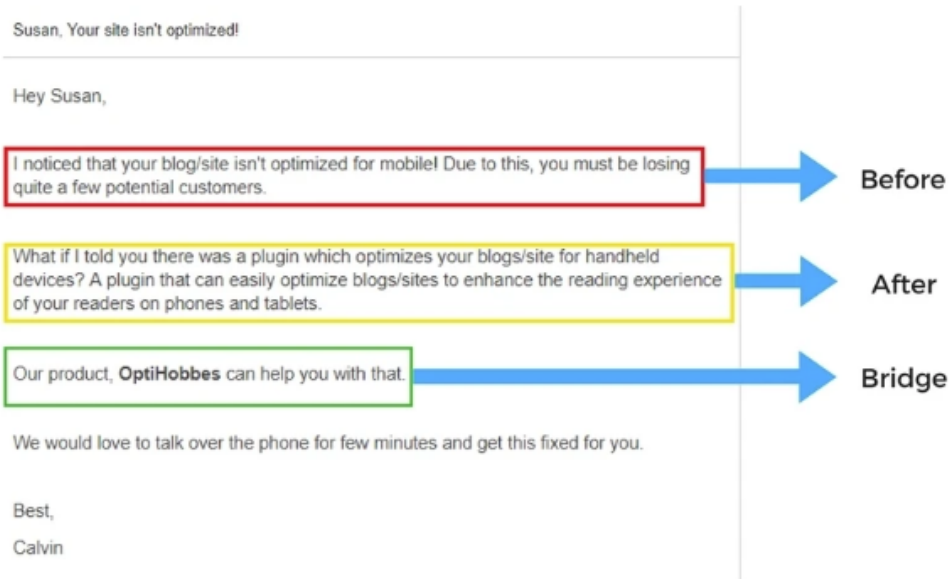 Susan, Your site isn't optimized!
Hey Susan,
I noticed that your blog/site isn't optimized for mobile! Due to this, you must be losing
quite a few potential customers.
Before
What if I told you there was a plugin which optimizes your blogs/site for handheld
devices? A plugin that can easily optimize blogs/sites to enhance the reading experience
of your readers on phones and tablets.
After
Our product, OptiHobbes can help you with that.
Bridge
We would love to talk over the phone for few minutes and get this fixed for you.
Best,
Calvin